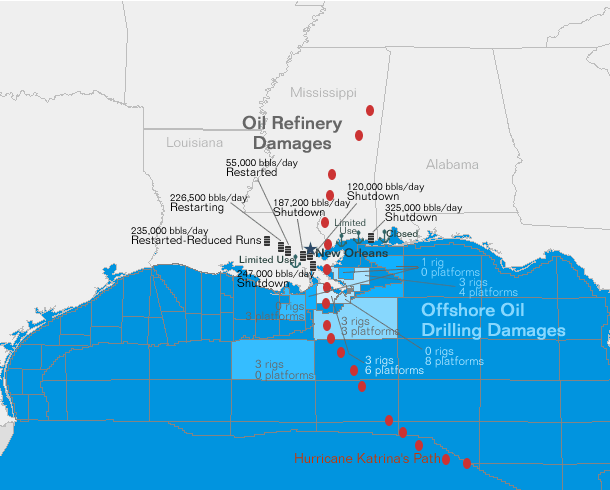 Mississippi
Oil Refinery
Damages
Louisiana
Alabama
55,000 bbls/day
Restarted
226,500 bbls/day
Restarting
187,200 bbls/day
Shutdown
120,000 bbls/day
Shutdown
325,000 bbls/day
Shutdown
235,000 bbls/day
Restarted-Reduced Runs
Limited
Use
Closed
New Orleans
Limited Use
247,000 bbls/day
Shutdown
1 rig
0 platforms
3 rigs
4 platforms
Offshore Oil
Drilling Damages
0 rigs
platforms
3 rigs
3 platforms
0 rigs
8 platforms
3 rigs
6 platforms
3 rigs
0 platforms
Hurricane Katrina's Path